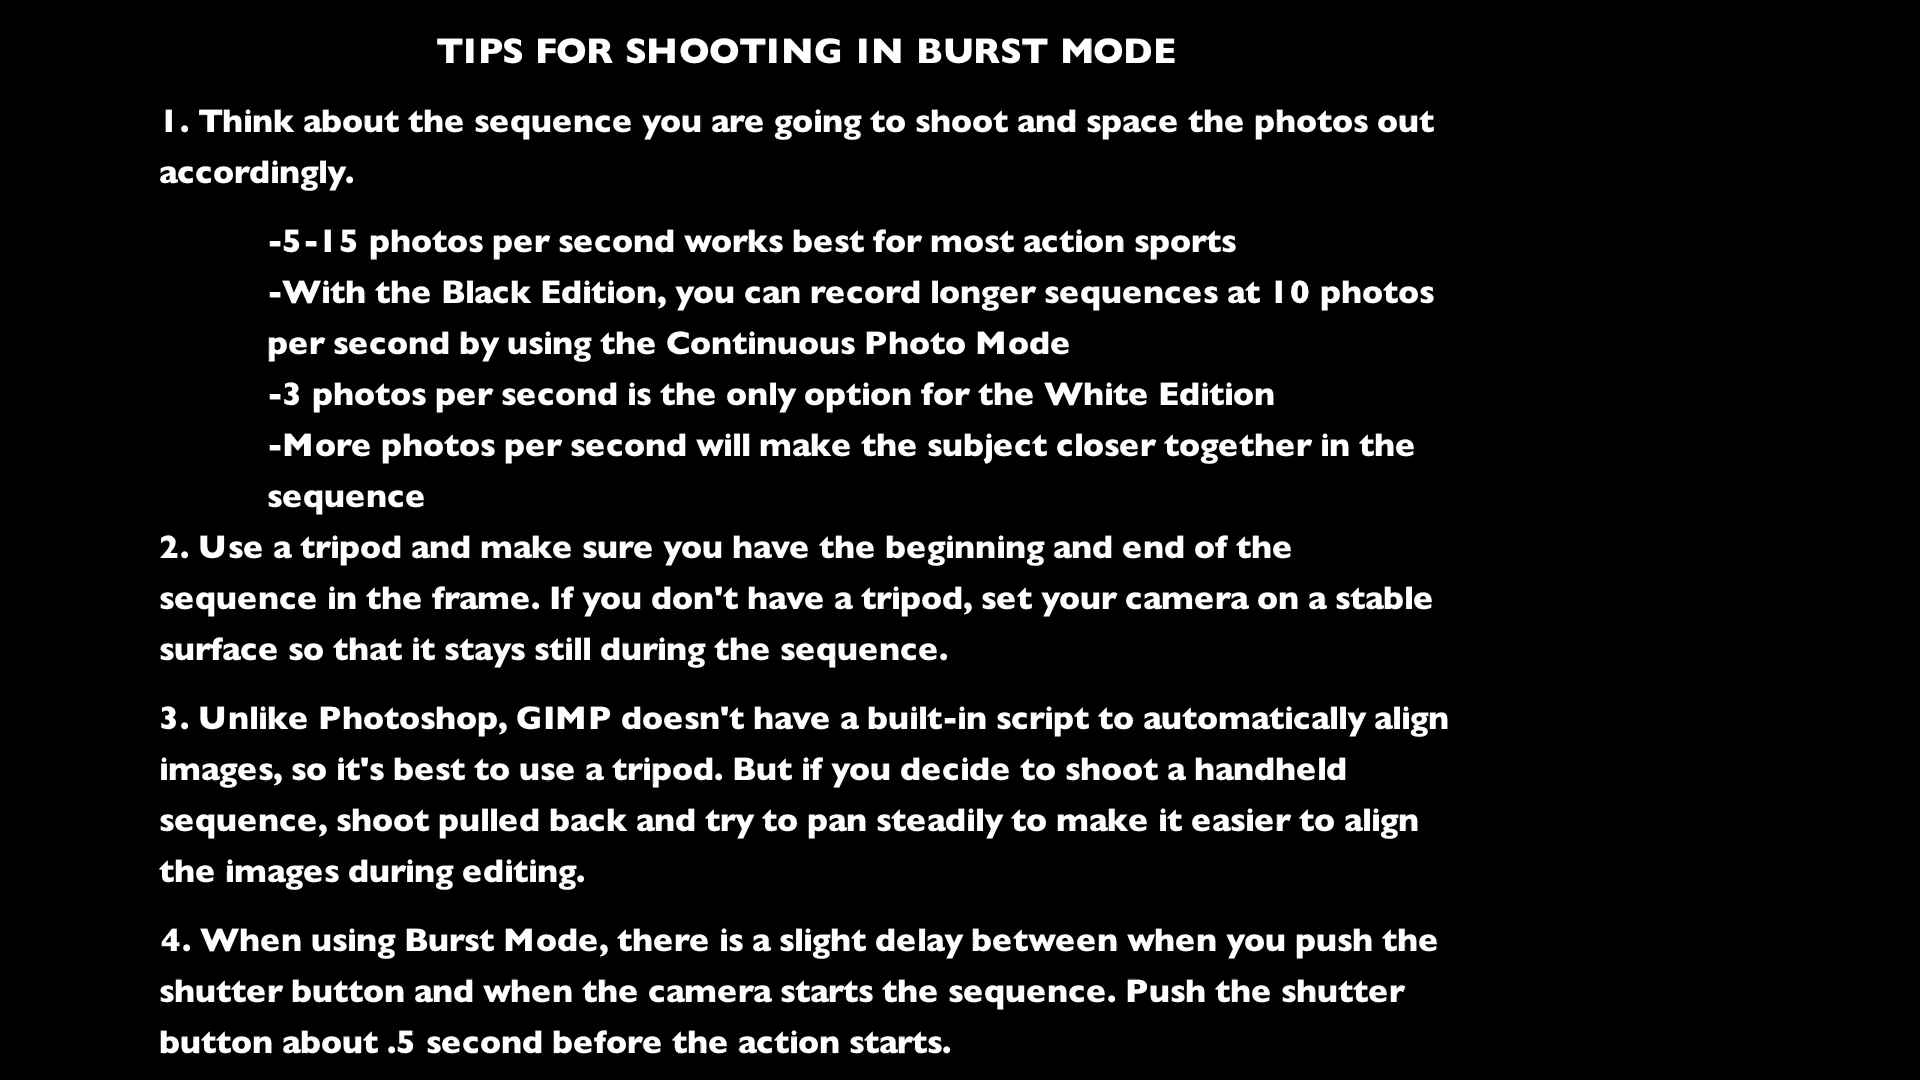 TIPS FOR SHOOTING IN BURST MODE
1. Think about the sequence you are going to shoot and space the photos out
accordingly.
-5-15 photos per second works best for most action sports
-With the Black Edition, you can record longer sequences at 10 photos
per second by using the Continuous Photo Mode
-3 photos per second is the only option for the White Edition
-More photos per second will make the subject closer together in the
sequence
2. Use a tripod and make sure you have the beginning and end of the
sequence in the frame. If you don't have a tripod, set your camera on a stable
surface so that it stays still during the sequence.
3. Unlike Photoshop, GIMP doesn't have a built-in script to automatically align
images, so it's best to use a tripod. But if you decide to shoot a handheld
sequence, shoot pulled back and try to pan steadily to make it easier to align
the images during editing.
4. When using Burst Mode, there is a slight delay between when you push the
shutter button and when the camera starts the sequence. Push the shutter
button about .5 second before the action starts.